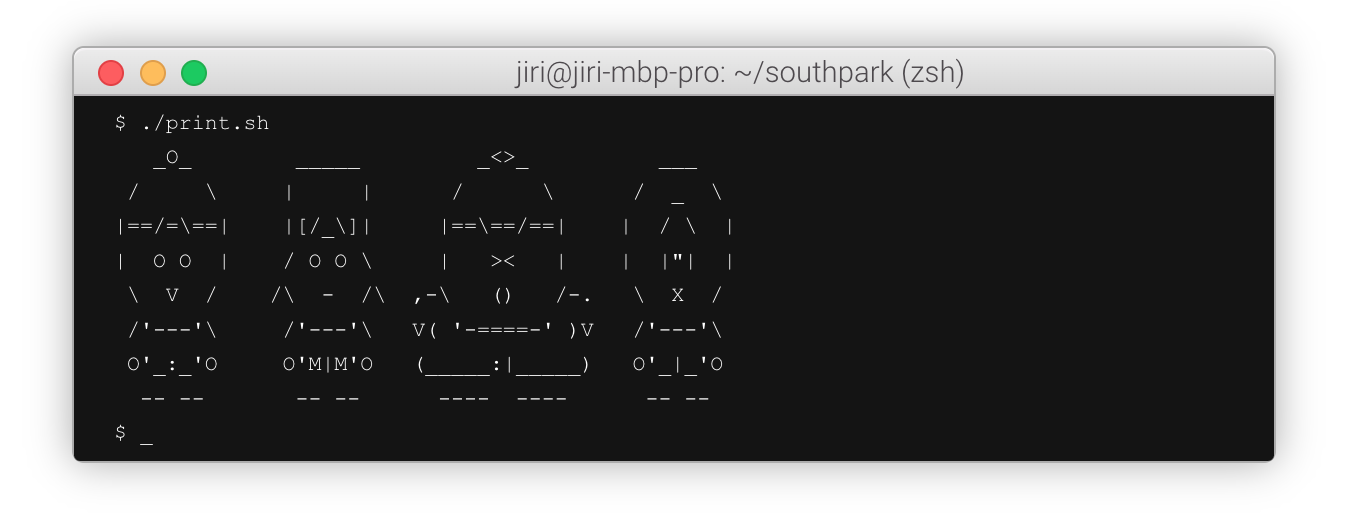 jiri@jiri-mbp-pro: ~/southpark (zsh)
$ ./print.sh
   _O_        _____         _<>_          ___
 /     \     |     |      /      \      /  _  \
|==/=\==|    |[/_\]|     |==\==/==|    |  / \  |
|  O O  |    / O O \     |   ><   |    |  |"|  |
 \  V  /    /\  -  /\  ,-\   ()   /-.   \  X  /
 /'---'\     /'---'\   V( '-====-' )V   /'---'\
 O'_:_'O     O'M|M'O   (_____:|_____)   O'_|_'O
  -- --       -- --      ----  ----      -- --
$ _